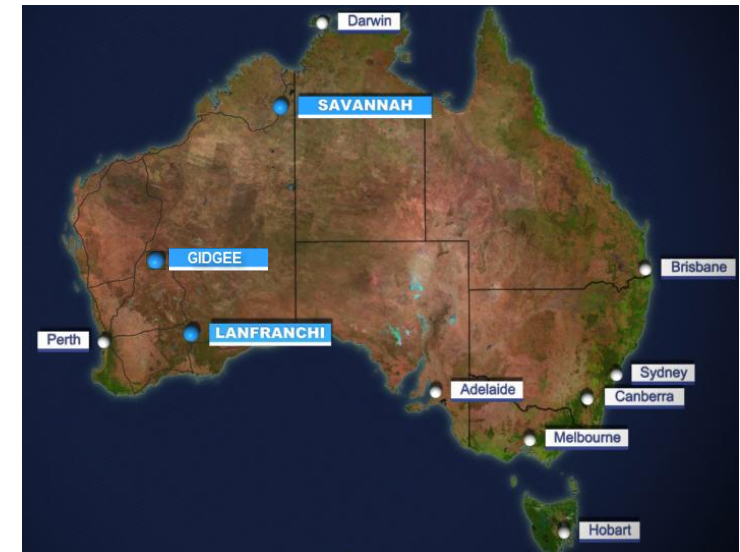 Darwin
SAVANNAH
GIDGEE
Brisbane
LANFRANCHI
Perth
Sydney
Adelaide
Canberra
Melbourne
Hobart